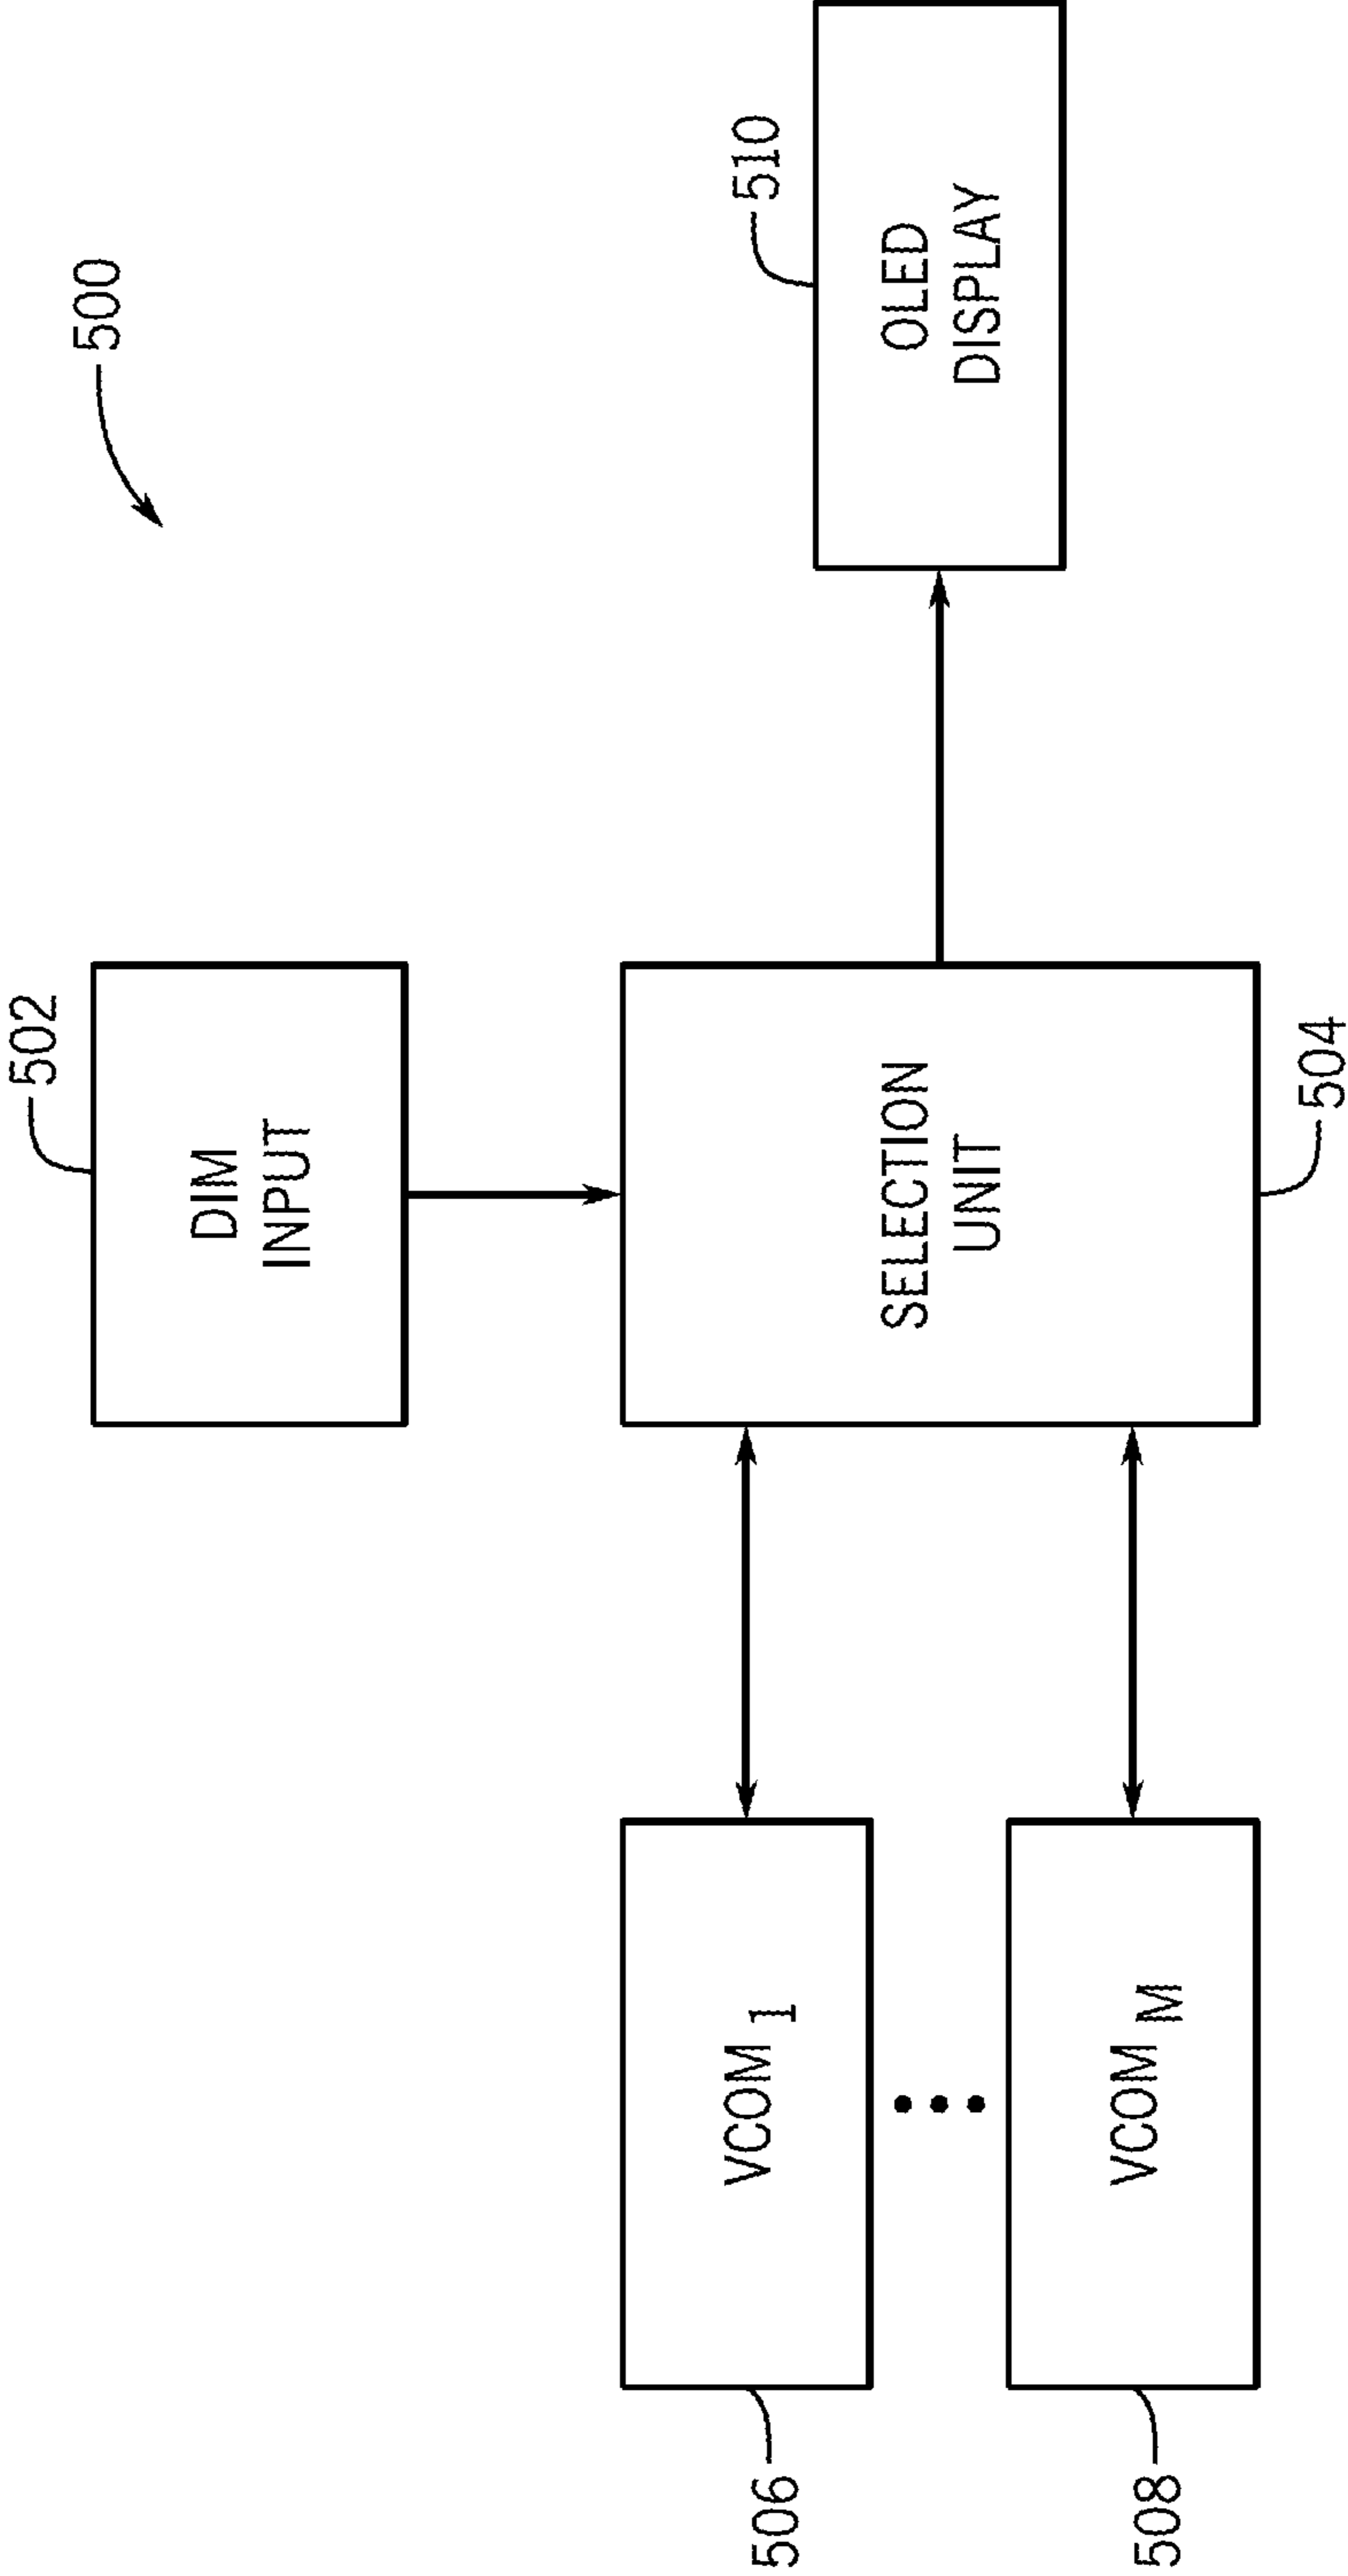 500
502
DIM
INPUT
510
OLED
DISPLAY
SELECTION
UNIT
504
506
VCOM 1
508
VCOM M